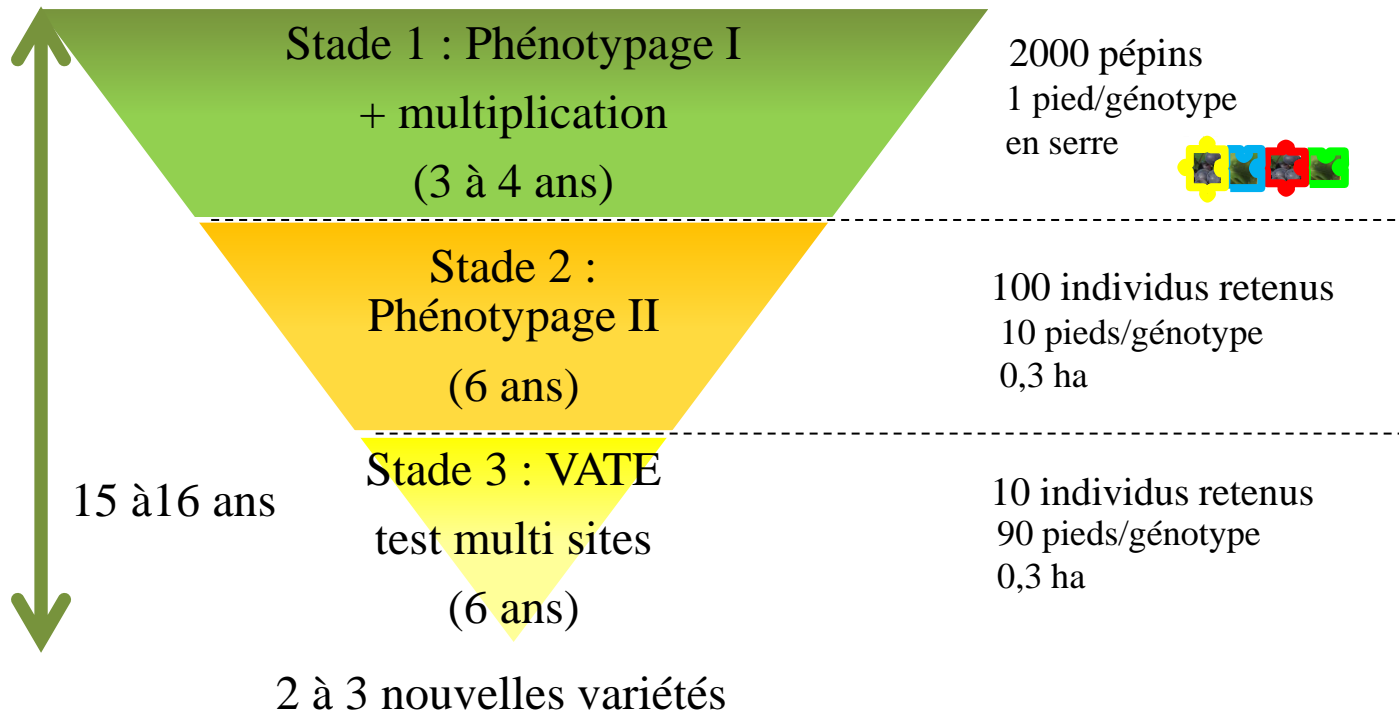 Stade 1 : Phénotypage I
+ multiplication
(3 à 4 ans)
2000 pépins
1 pied/génotype
en serre
Stade 2 :
Phénotypage II
(6 ans)
100 individus retenus
10 pieds/génotype
0,3 ha
15 à16 ans
Stade 3 : VATE
test multi sites
(6 ans)
10 individus retenus
90 pieds/génotype
0,3 ha
2 à 3 nouvelles variétés